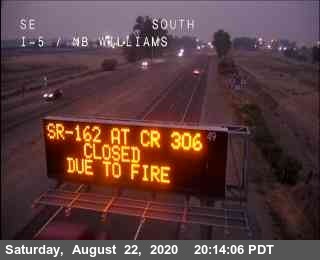 SE SOUTH
I-5 / NB WILLIAMS
SR-162 AT CR 306
CLOSED
DUE TO FIRE
Saturday, August 22, 2020 20:14:06 PDT